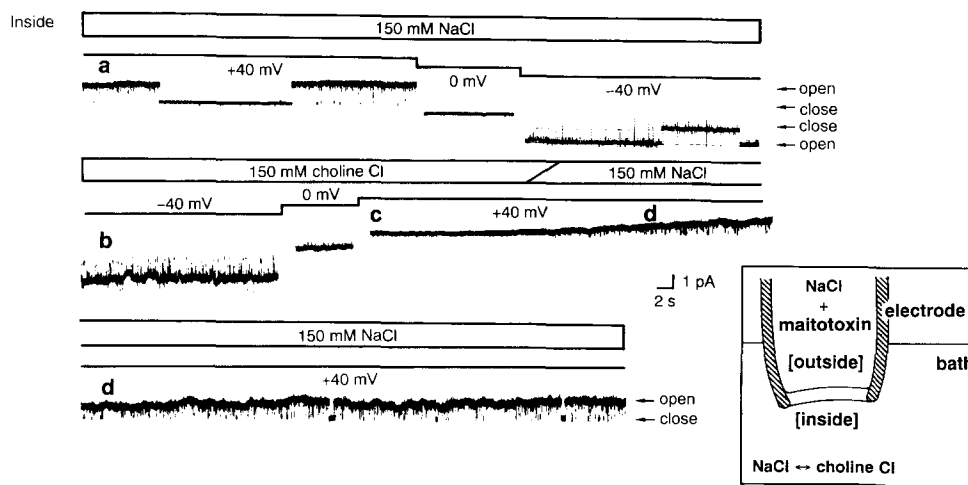 Inside
150 mM NaCl
a
+40 mV
0 mV
−40 mV
← open
← close
← close
← open
150 mM choline Cl
150 mM NaCl
−40 mV
0 mV
+40 mV
b
c
d
1 pA
2 s
150 mM NaCl
d
+40 mV
← open
← close
NaCl
+
maitotoxin
electrode
[outside]
bath
[inside]
NaCl ↔ choline Cl